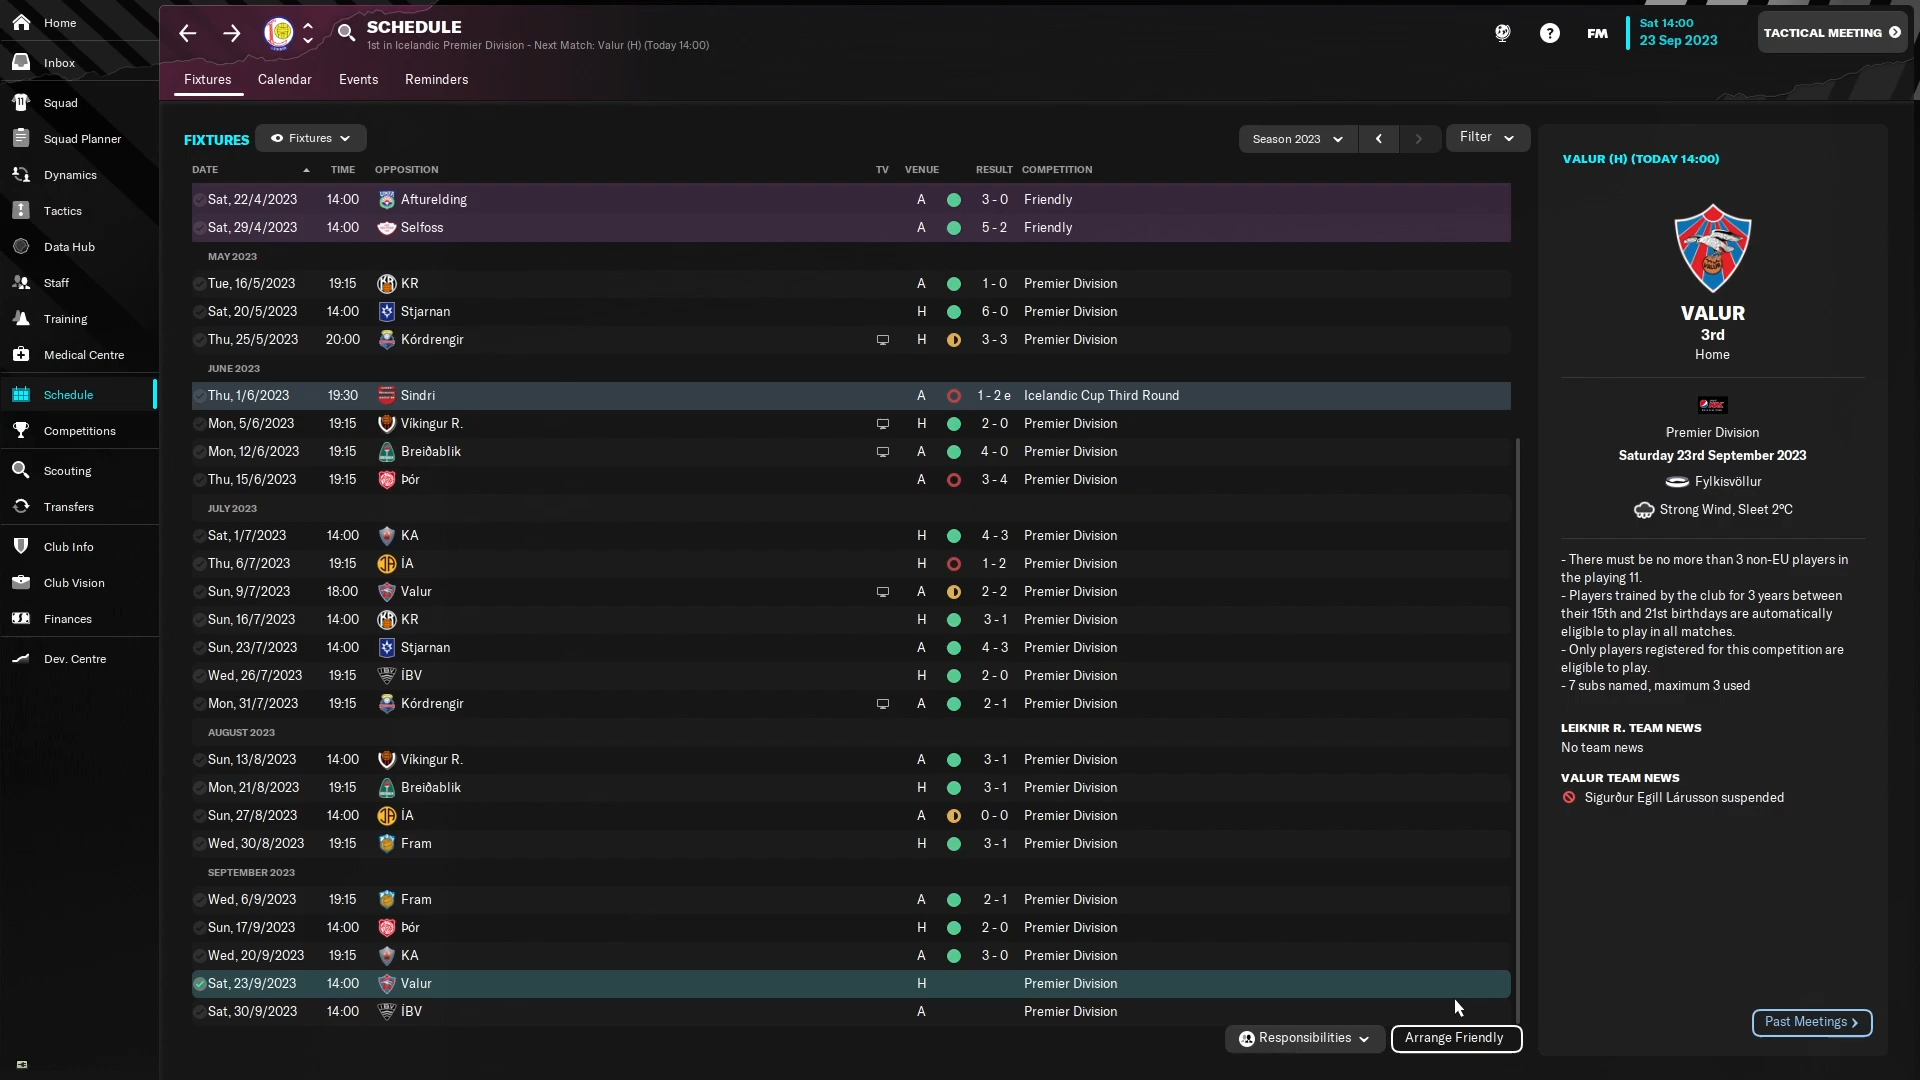 Home
Inbox
Squad
Squad Planner
Dynamics
Tactics
Data Hub
Staff
Training
Medical Centre
Schedule
Competitions
Scouting
Transfers
Club Info
Club Vision
Finances
Dev. Centre
SCHEDULE
1st in Icelandic Premier Division - Next Match: Valur (H) (Today 14:00)
FM
Sat 14:00
23 Sep 2023
TACTICAL MEETING
Fixtures Calendar Events Reminders
FIXTURES Fixtures Season 2023 Filter
DATE TIME OPPOSITION TV VENUE RESULT COMPETITION
Sat, 22/4/2023 14:00 Afturelding A 3 - 0 Friendly
Sat, 29/4/2023 14:00 Selfoss A 5 - 2 Friendly
MAY 2023
Tue, 16/5/2023 19:15 KR A 1 - 0 Premier Division
Sat, 20/5/2023 14:00 Stjarnan H 6 - 0 Premier Division
Thu, 25/5/2023 20:00 Kórdrengir H 3 - 3 Premier Division
JUNE 2023
Thu, 1/6/2023 19:30 Sindri A 1 - 2 e Icelandic Cup Third Round
Mon, 5/6/2023 19:15 Víkingur R. H 2 - 0 Premier Division
Mon, 12/6/2023 19:15 Breiðablik A 4 - 0 Premier Division
Thu, 15/6/2023 19:15 Þór A 3 - 4 Premier Division
JULY 2023
Sat, 1/7/2023 14:00 KA H 4 - 3 Premier Division
Thu, 6/7/2023 19:15 ÍA H 1 - 2 Premier Division
Sun, 9/7/2023 18:00 Valur A 2 - 2 Premier Division
Sun, 16/7/2023 14:00 KR H 3 - 1 Premier Division
Sun, 23/7/2023 14:00 Stjarnan A 4 - 3 Premier Division
Wed, 26/7/2023 19:15 ÍBV H 2 - 0 Premier Division
Mon, 31/7/2023 19:15 Kórdrengir A 2 - 1 Premier Division
AUGUST 2023
Sun, 13/8/2023 14:00 Víkingur R. A 3 - 1 Premier Division
Mon, 21/8/2023 19:15 Breiðablik H 3 - 1 Premier Division
Sun, 27/8/2023 14:00 ÍA A 0 - 0 Premier Division
Wed, 30/8/2023 19:15 Fram H 3 - 1 Premier Division
SEPTEMBER 2023
Wed, 6/9/2023 19:15 Fram A 2 - 1 Premier Division
Sun, 17/9/2023 14:00 Þór H 2 - 0 Premier Division
Wed, 20/9/2023 19:15 KA A 3 - 0 Premier Division
Sat, 23/9/2023 14:00 Valur H Premier Division
Sat, 30/9/2023 14:00 ÍBV A Premier Division
Responsibilities Arrange Friendly
VALUR (H) (TODAY 14:00)
VALUR
VALUR
3rd
Home
Premier Division
Saturday 23rd September 2023
Fylkisvöllur
Strong Wind, Sleet 2ºC
- There must be no more than 3 non-EU players in
the playing 11.
- Players trained by the club for 3 years between
their 15th and 21st birthdays are automatically
eligible to play in all matches.
- Only players registered for this competition are
eligible to play.
- 7 subs named, maximum 3 used
LEIKNIR R. TEAM NEWS
No team news
VALUR TEAM NEWS
Sigurður Egill Lárusson suspended
Past Meetings